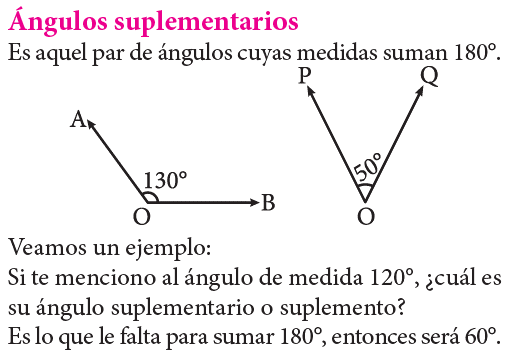 Ángulos suplementarios
Es aquel par de ángulos cuyas medidas suman 180°.
P
Q
A
130°
50°
B
O
O
Veamos un ejemplo:
Si te menciono al ángulo de medida 120°, ¿cuál es
su ángulo suplementario o suplemento?
Es lo que le falta para sumar 180°, entonces será 60°.